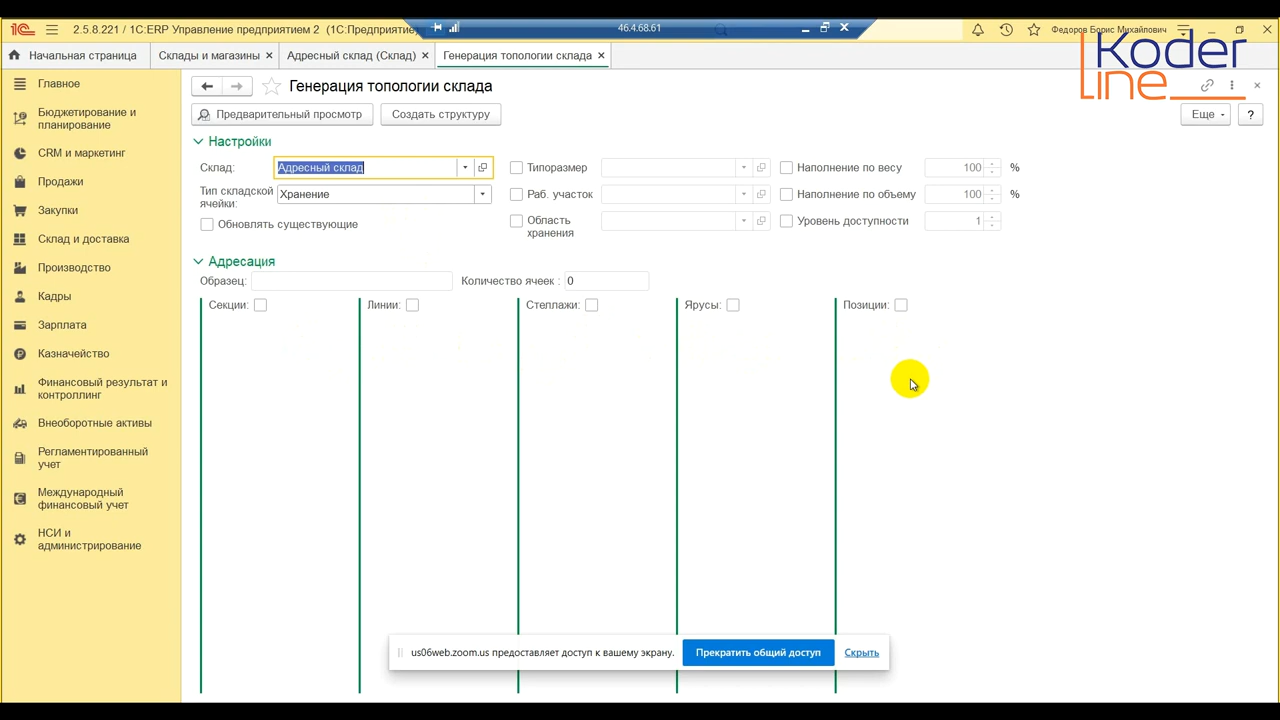 2.5.8.221 / 1С:ERP Управление предприятием 2 (1С:Предприятие,
46.4.68.61
Федоров Борис Михайлович
Koder
line
Начальная страница
Склады и магазины
Адресный склад (Склад)
Генерация топологии склада
Главное
Бюджетирование и
планирование
CRM и маркетинг
Продажи
Закупки
Склад и доставка
Производство
Кадры
Зарплата
Казначейство
Финансовый результат и
контроллинг
Внеоборотные активы
Регламентированный
учет
Международный
финансовый учет
НСИ и
администрирование
Генерация топологии склада
Предварительный просмотр
Создать структуру
Еще
?
Настройки
Склад: Адресный склад
Типоразмер
Наполнение по весу 100 %
Тип складской
ячейки: Хранение
Раб. участок
Наполнение по объему 100 %
Обновлять существующие
Область
хранения
Уровень доступности 1
Адресация
Образец:
Количество ячеек : 0
Секции:
Линии:
Стеллажи:
Ярусы:
Позиции:
us06web.zoom.us предоставляет доступ к вашему экрану.
Прекратить общий доступ
Скрыть